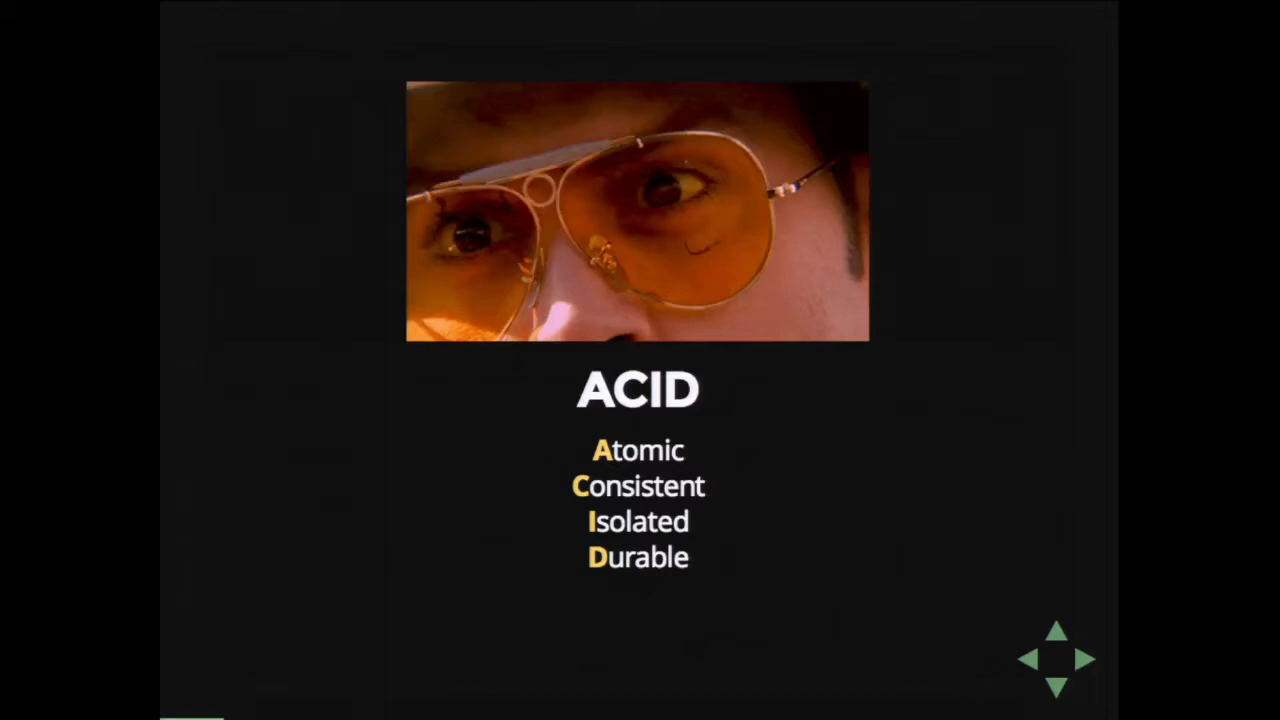 ACID
Atomic
Consistent
Isolated
Durable